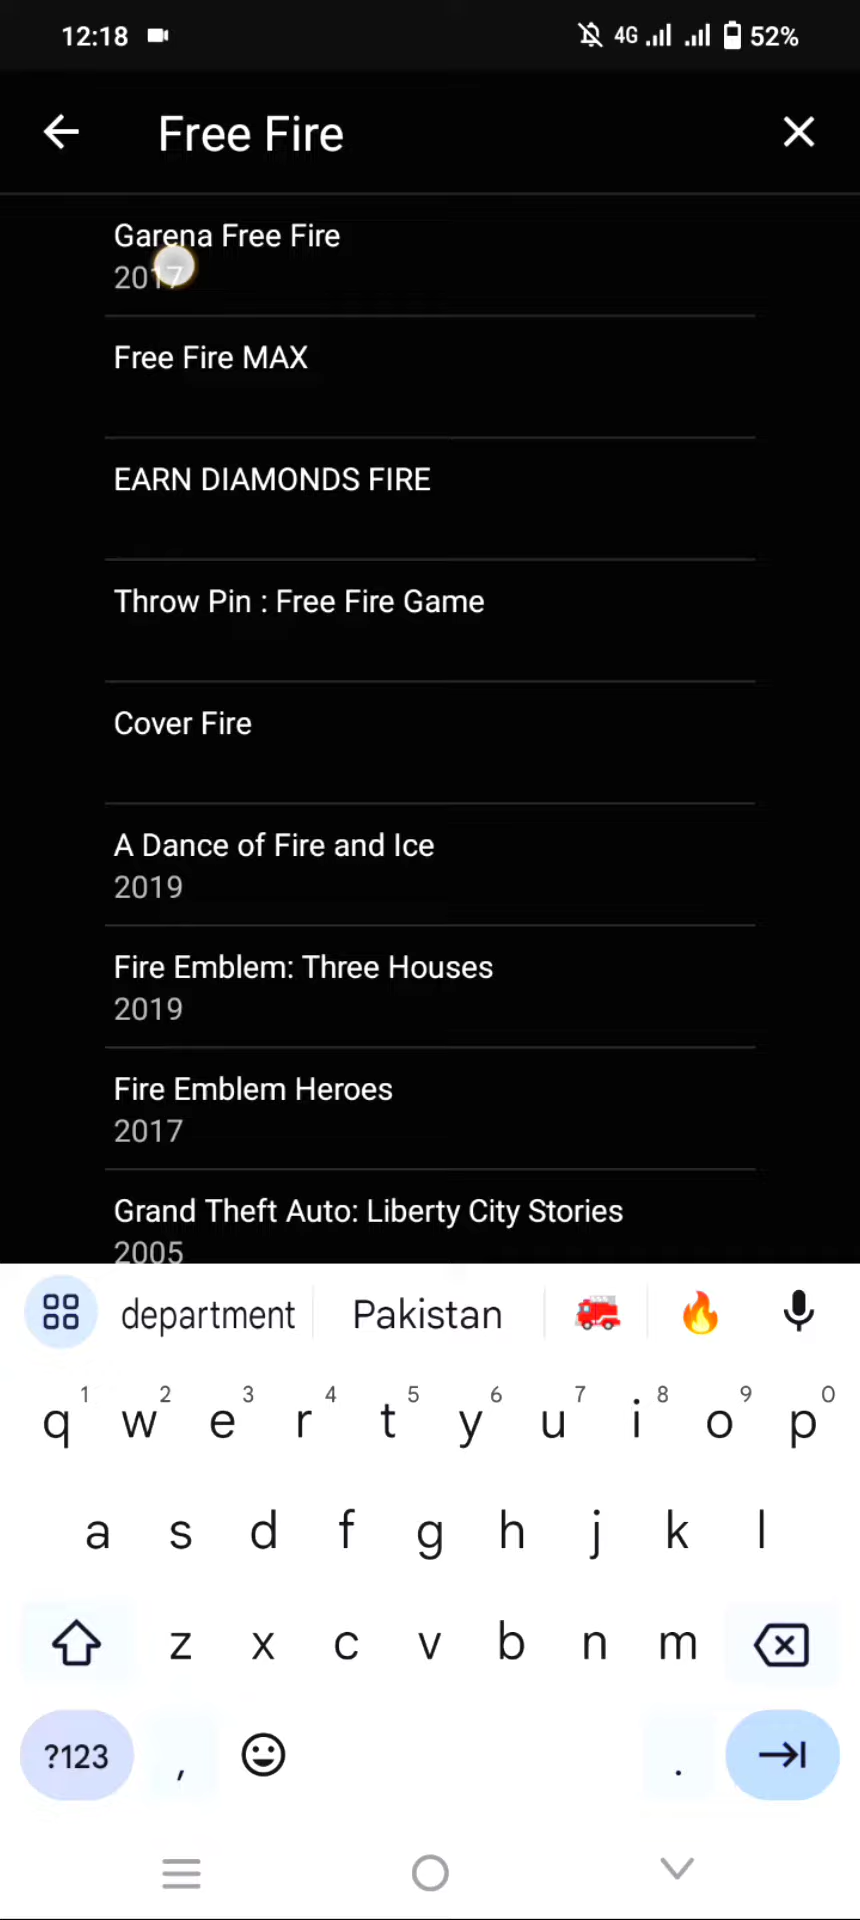 12:18 4G 52%
Free Fire
Garena Free Fire
2017
Free Fire MAX
EARN DIAMONDS FIRE
Throw Pin : Free Fire Game
Cover Fire
A Dance of Fire and Ice
2019
Fire Emblem: Three Houses
2019
Fire Emblem Heroes
2017
Grand Theft Auto: Liberty City Stories
2005
department Pakistan
1 2 3 4 5 6 7 8 9 0
q w e r t y u i o p
a s d f g h j k l
z x c v b n m
?123 , .